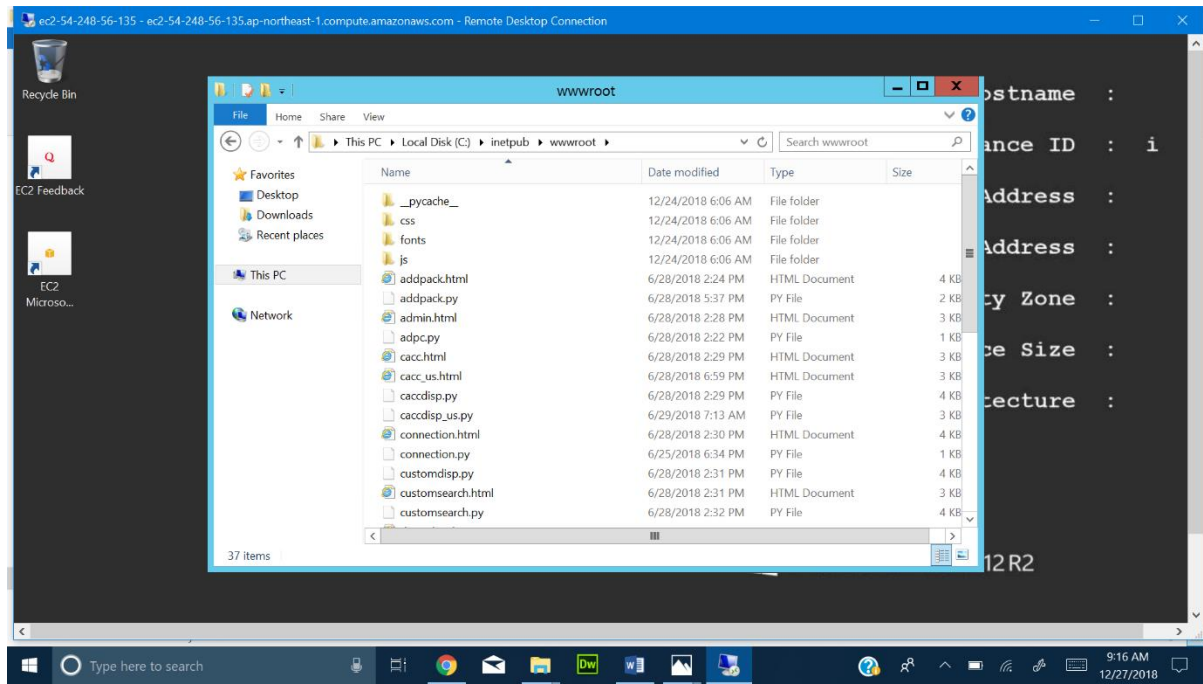 ec2-54-248-56-135 - ec2-54-248-56-135.ap-northeast-1.compute.amazonaws.com - Remote Desktop Connection
Recycle Bin
EC2 Feedback
EC2
Microso...
wwwroot
File Home Share View
This PC Local Disk (C:) inetpub wwwroot
Search wwwroot
Favorites
Desktop
Downloads
Recent places
This PC
Network
Name Date modified Type Size
__pycache__ 12/24/2018 6:06 AM File folder
css 12/24/2018 6:06 AM File folder
fonts 12/24/2018 6:06 AM File folder
js 12/24/2018 6:06 AM File folder
addpack.html 6/28/2018 2:24 PM HTML Document 4 KB
addpack.py 6/28/2018 5:37 PM PY File 2 KB
admin.html 6/28/2018 2:28 PM HTML Document 3 KB
adpc.py 6/28/2018 2:22 PM PY File 1 KB
cacc.html 6/28/2018 2:29 PM HTML Document 3 KB
cacc_us.html 6/28/2018 6:59 PM HTML Document 3 KB
caccdisp.py 6/28/2018 2:29 PM PY File 4 KB
caccdisp_us.py 6/29/2018 7:13 AM PY File 3 KB
connection.html 6/28/2018 2:30 PM HTML Document 4 KB
connection.py 6/25/2018 6:34 PM PY File 1 KB
customdisp.py 6/28/2018 2:31 PM PY File 4 KB
customsearch.html 6/28/2018 2:31 PM HTML Document 3 KB
customsearch.py 6/28/2018 2:32 PM PY File 4 KB
37 items
ostname :
ance ID : i
Address :
Address :
ty Zone :
ce Size :
tecture :
12 R2
Type here to search
Dw
9:16 AM
12/27/2018